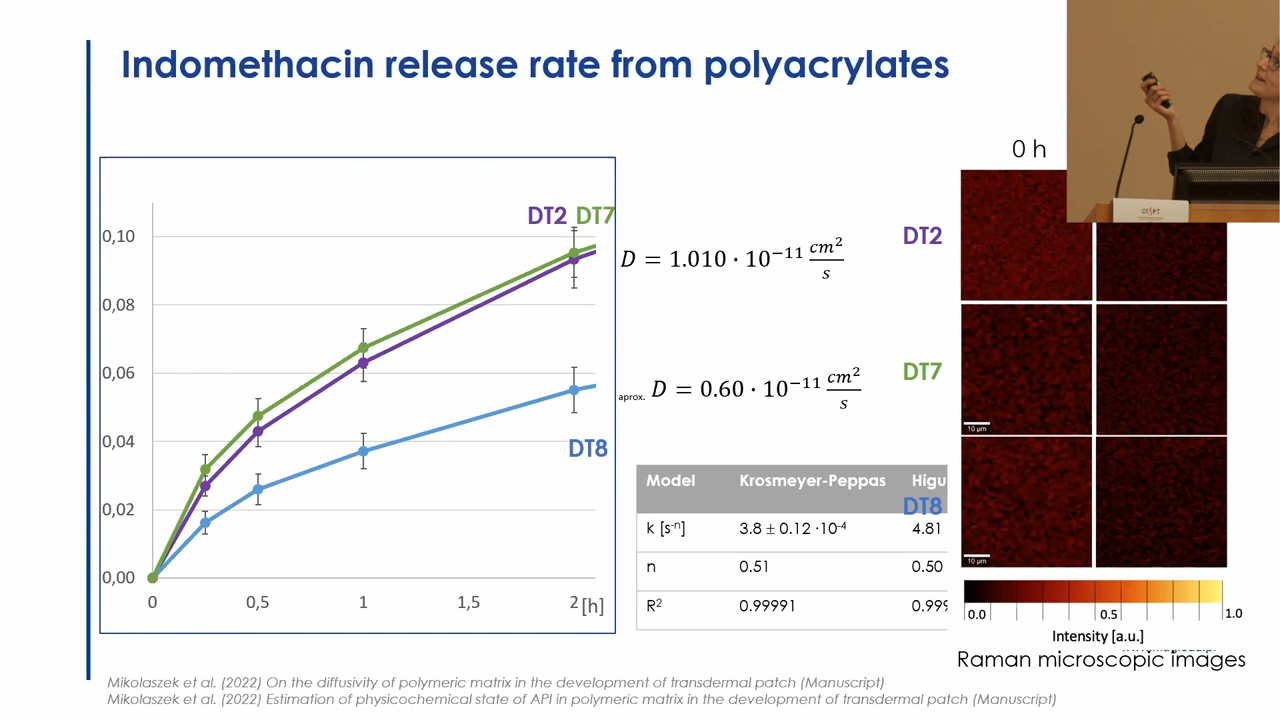 Indomethacin release rate from polyacrylates
0 h
DT2 DT7
0,10
0,08
0,06
0,04
0,02
0,00
DT8
0
0,5
1
1,5
2 [h]
D = 1.010 · 10⁻¹¹ cm²/s
aprox. D = 0.60 · 10⁻¹¹ cm²/s
DT2
DT7
DT8
Model Krosmeyer-Peppas Higu
k [s⁻ⁿ] 3.8 ± 0.12 ·10⁻⁴ 4.81
n 0.51 0.50
R² 0.99991 0.999
10 µm
10 µm
0.0 0.5 1.0
Intensity [a.u.]
Raman microscopic images
Mikolaszek et al. (2022) On the diffusivity of polymeric matrix in the development of transdermal patch (Manuscript)
Mikolaszek et al. (2022) Estimation of physicochemical state of API in polymeric matrix in the development of transdermal patch (Manuscript)